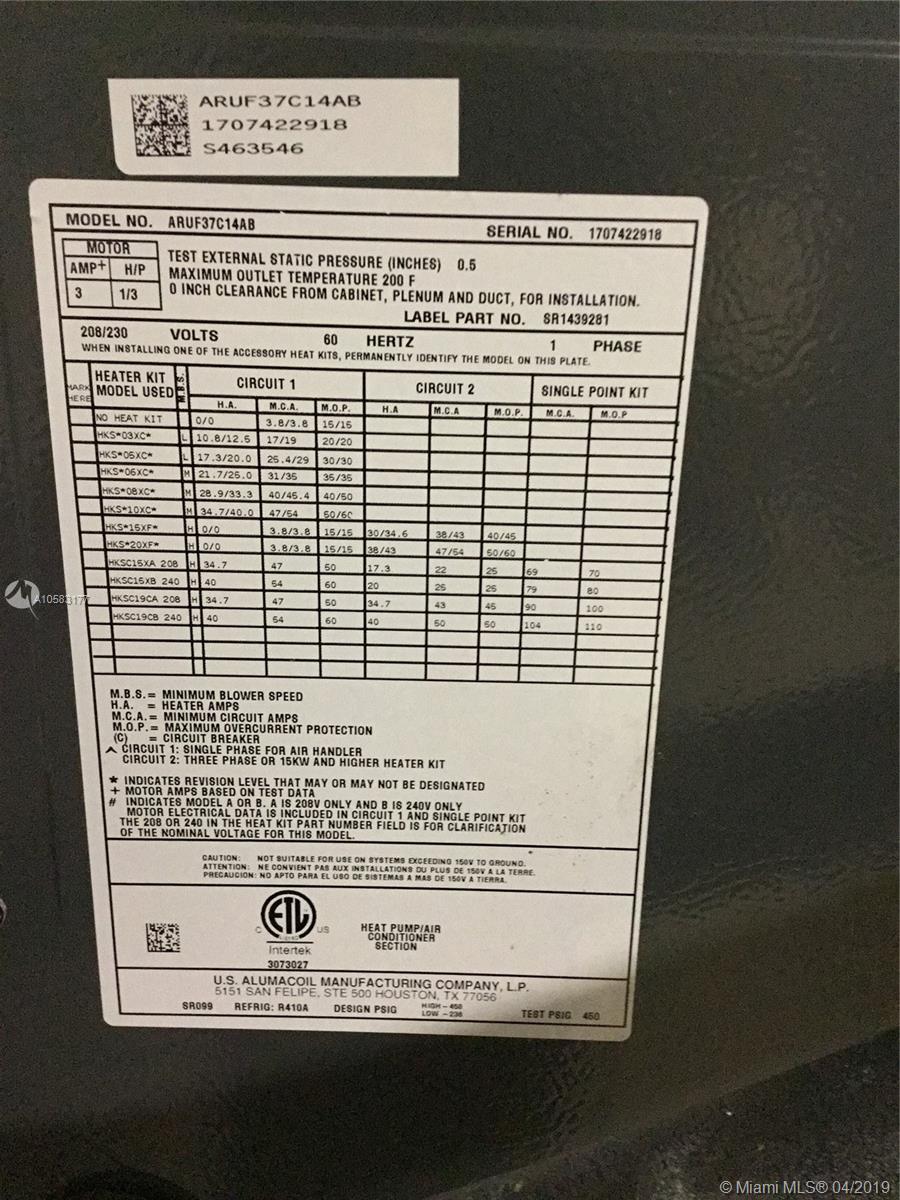 ARUF37C14AB
1707422918
S463546
MODEL NO. ARUF37C14AB SERIAL NO. 1707422918
MOTOR
AMP+ H/P
3 1/3
TEST EXTERNAL STATIC PRESSURE (INCHES) 0.5
MAXIMUM OUTLET TEMPERATURE 200 F
0 INCH CLEARANCE FROM CABINET, PLENUM AND DUCT, FOR INSTALLATION.
LABEL PART NO. SR1439281
208/230 VOLTS 60 HERTZ 1 PHASE
WHEN INSTALLING ONE OF THE ACCESSORY HEAT KITS, PERMANENTLY IDENTIFY THE MODEL ON THIS PLATE.
MARK HERE HEATER KIT MODEL USED M.B.S. CIRCUIT 1 CIRCUIT 2 SINGLE POINT KIT
H.A. M.C.A. M.O.P. H.A M.C.A M.O.P. M.C.A. M.O.P
NO HEAT KIT 0/0 3.8/3.8 15/15
HKS*03XC* L 10.8/12.5 17/19 20/20
HKS*05XC* L 17.3/20.0 25.4/29 30/30
HKS*06XC* M 21.7/25.0 31/35 35/35
HKS*08XC* M 28.9/33.3 40/45.4 40/50
HKS*10XC* M 34.7/40.0 47/54 50/60
HKS*15XF* H 0/0 3.8/3.8 15/15 30/34.6 38/43 40/45
HKS*20XF* H 0/0 3.8/3.8 15/15 38/43 47/54 50/60
HKSC15XA 208 H 34.7 47 50 17.3 22 25 69 70
HKSC15XB 240 H 40 54 60 20 25 25 79 80
HKSC19CA 208 H 34.7 47 50 34.7 43 45 90 100
HKSC19CB 240 H 40 54 60 40 50 50 104 110
M.B.S. = MINIMUM BLOWER SPEED
H.A. = HEATER AMPS
M.C.A. = MINIMUM CIRCUIT AMPS
M.O.P. = MAXIMUM OVERCURRENT PROTECTION
(C) = CIRCUIT BREAKER
^ CIRCUIT 1: SINGLE PHASE FOR AIR HANDLER
CIRCUIT 2: THREE PHASE OR 15KW AND HIGHER HEATER KIT
* INDICATES REVISION LEVEL THAT MAY OR MAY NOT BE DESIGNATED
+ MOTOR AMPS BASED ON TEST DATA
# INDICATES MODEL A OR B. A IS 208V ONLY AND B IS 240V ONLY
MOTOR ELECTRICAL DATA IS INCLUDED IN CIRCUIT 1 AND SINGLE POINT KIT
THE 208 OR 240 IN THE HEAT KIT PART NUMBER FIELD IS FOR CLARIFICATION
OF THE NOMINAL VOLTAGE FOR THIS MODEL.
CAUTION: NOT SUITABLE FOR USE ON SYSTEMS EXCEEDING 150V TO GROUND.
ATTENTION: NE CONVIENT PAS AUX INSTALLATIONS DU PLUS DE 150V A LA TERRE.
PRECAUCION: NO APTO PARA EL USO DE SISTEMAS A MAS DE 150V A TIERRA.
C ETL US
Intertek
3073027
HEAT PUMP/AIR
CONDITIONER
SECTION
U.S. ALUMACOIL MANUFACTURING COMPANY, L.P.
5151 SAN FELIPE, STE 500 HOUSTON, TX 77056
SR099 REFRIG: R410A DESIGN PSIG HIGH - 450 LOW - 236 TEST PSIG 450
© Miami MLS® 04/2019